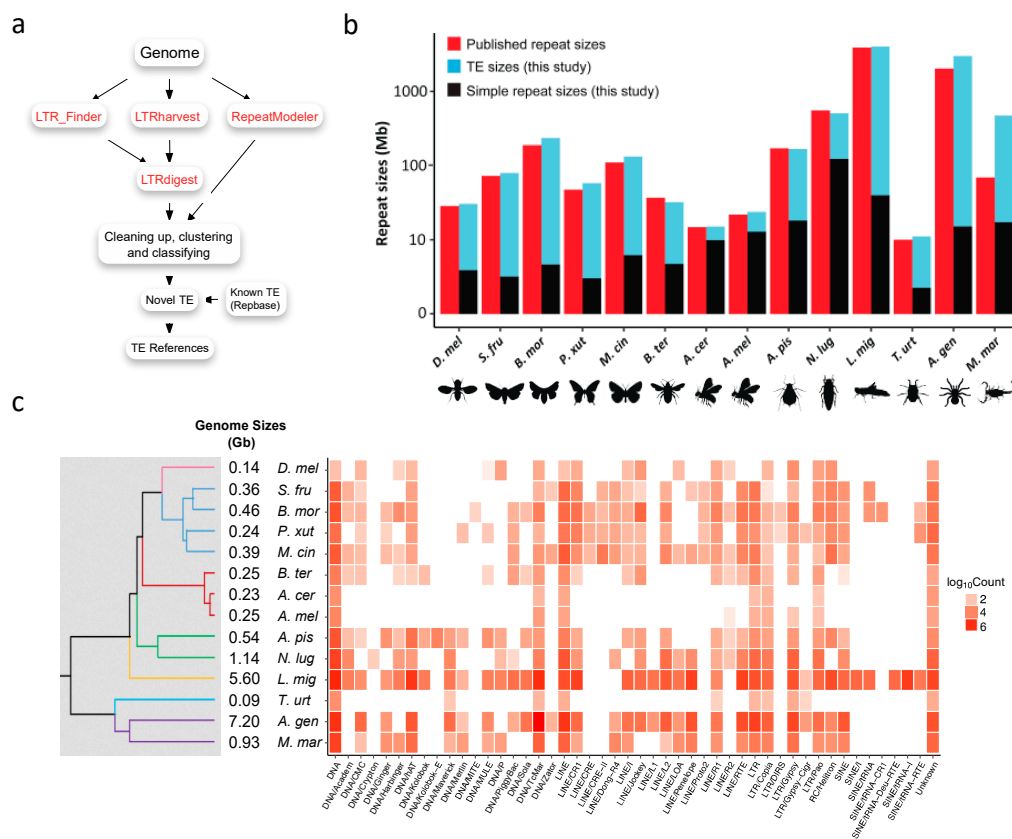 a
Genome
LTR_Finder
LTRharvest
RepeatModeler
LTRdigest
Cleaning up, clustering
and classifying
Novel TE
Known TE
(Repbase)
TE References
b
Published repeat sizes
TE sizes (this study)
Simple repeat sizes (this study)
Repeat sizes (Mb)
1000
100
10
0
D. mel
S. fru
B. mor
P. xut
M. cin
B. ter
A. cer
A. mel
A. pis
N. lug
L. mig
T. urt
A. gen
M. mar
c
Genome Sizes
(Gb)
0.14 D. mel
0.36 S. fru
0.46 B. mor
0.24 P. xut
0.39 M. cin
0.25 B. ter
0.23 A. cer
0.25 A. mel
0.54 A. pis
1.14 N. lug
5.60 L. mig
0.09 T. urt
7.20 A. gen
0.93 M. mar
log10Count
2
4
6
DNA
DNA/Academ
DNA/CMC
DNA/Crypton
DNA/Ginger
DNA/Harbinger
DNA/hAT
DNA/Kolobok
DNA/Kolobok-E
DNA/Maverick
DNA/Merlin
DNA/MITE
DNA/MULE
DNA/P
DNA/PiggyBac
DNA/Sola
DNA/TcMar
DNA/Zator
LINE
LINE/CR1
LINE/CRE
LINE/CRE-II
LINE/Dong-R4
LINE/I
LINE/Jockey
LINE/L1
LINE/L2
LINE/LOA
LINE/Penelope
LINE/Proto2
LINE/R1
LINE/R2
LINE/RTE
LTR
LTR/Copia
LTR/DIRS
LTR/Gypsy
LTR/Gypsy-Cigr
LTR/Pao
RC/Helitron
SINE
SINE/I
SINE/tRNA
SINE/tRNA-CR1
SINE/tRNA-Deu-RTE
SINE/tRNA-I
SINE/tRNA-RTE
Unknown